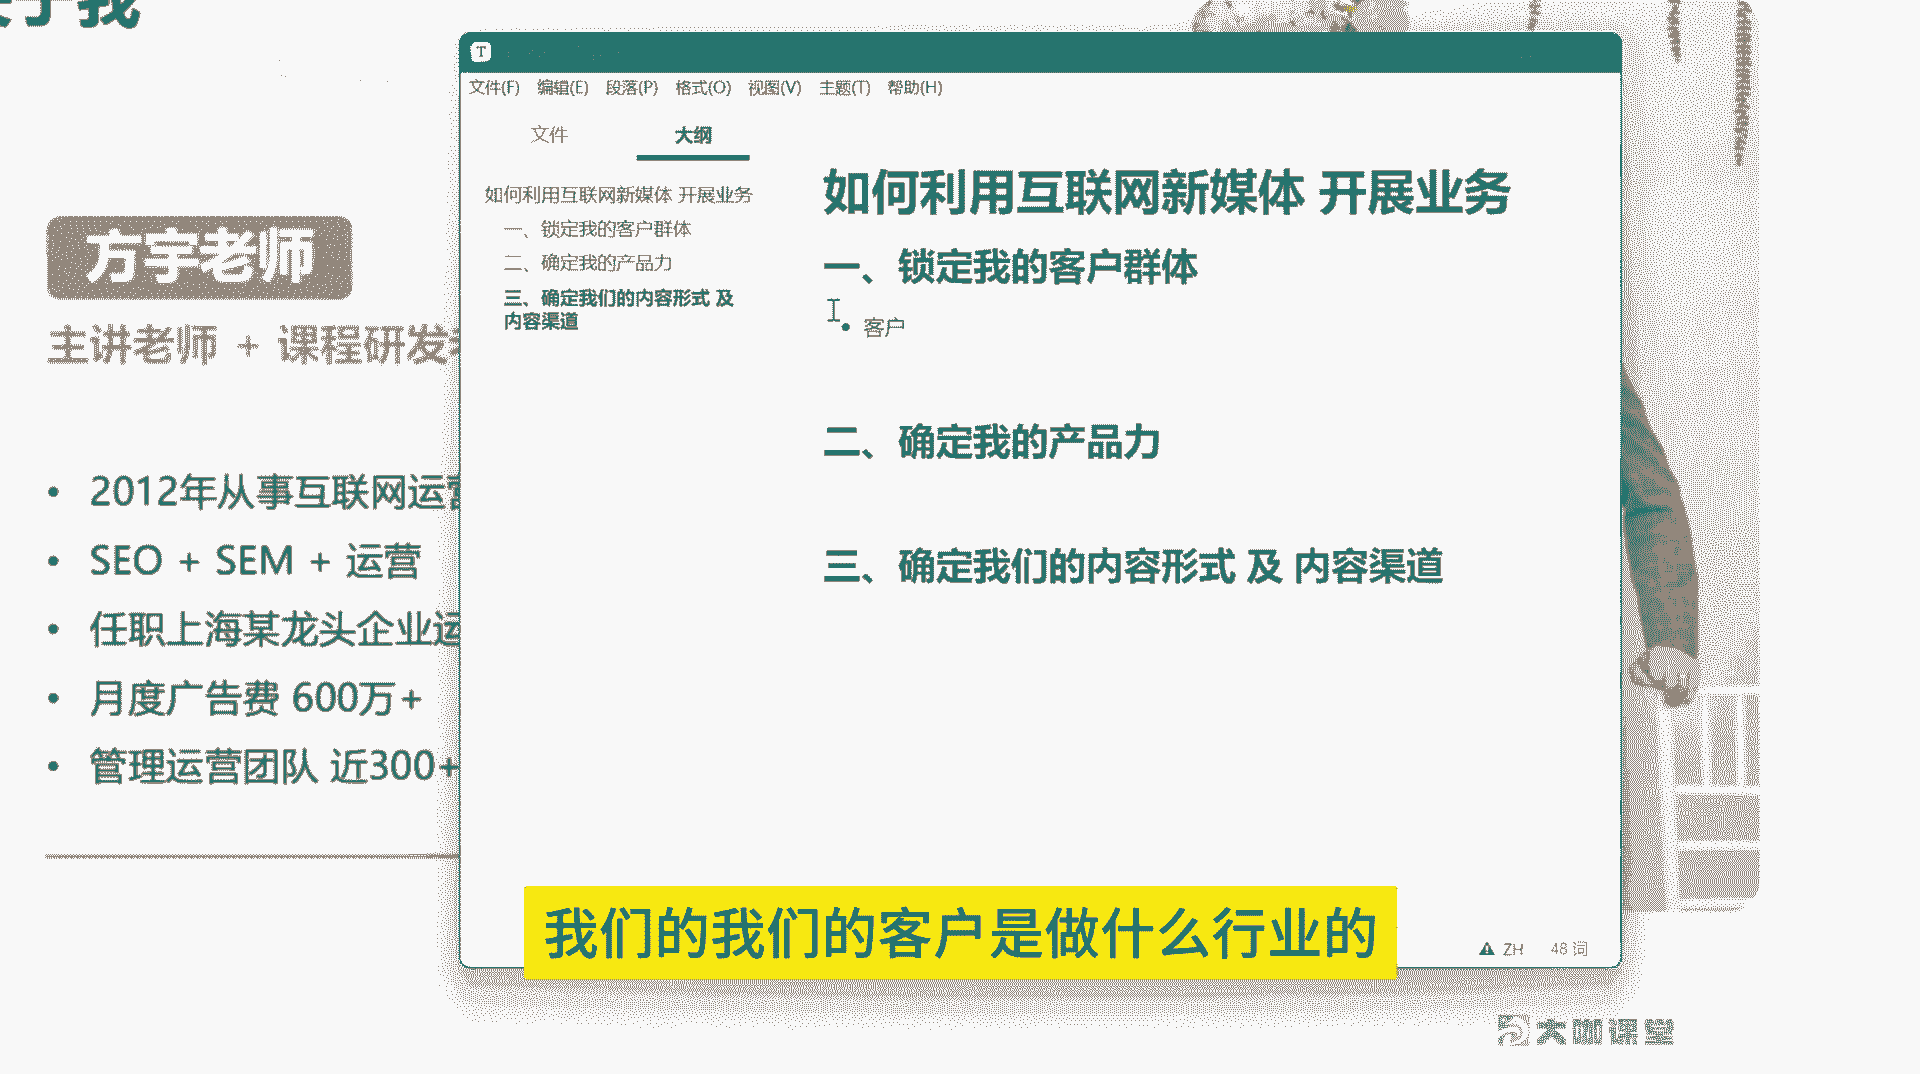 于我
方宇老师
主讲老师 + 课程研发
2012年从事互联网运营
SEO + SEM + 运营
任职上海某龙头企业运
月度广告费 600万+
管理运营团队 近300+
T
文件(F) 编辑(E) 段落(P) 格式(O) 视图(V) 主题(T) 帮助(H)
文件 大纲
如何利用互联网新媒体 开展业务
一、锁定我的客户群体
二、确定我的产品力
三、确定我们的内容形式 及
内容渠道
如何利用互联网新媒体 开展业务
一、锁定我的客户群体
客户
二、确定我的产品力
三、确定我们的内容形式 及 内容渠道
ZH 48 词
我们的我们的客户是做什么行业的
大咖课堂